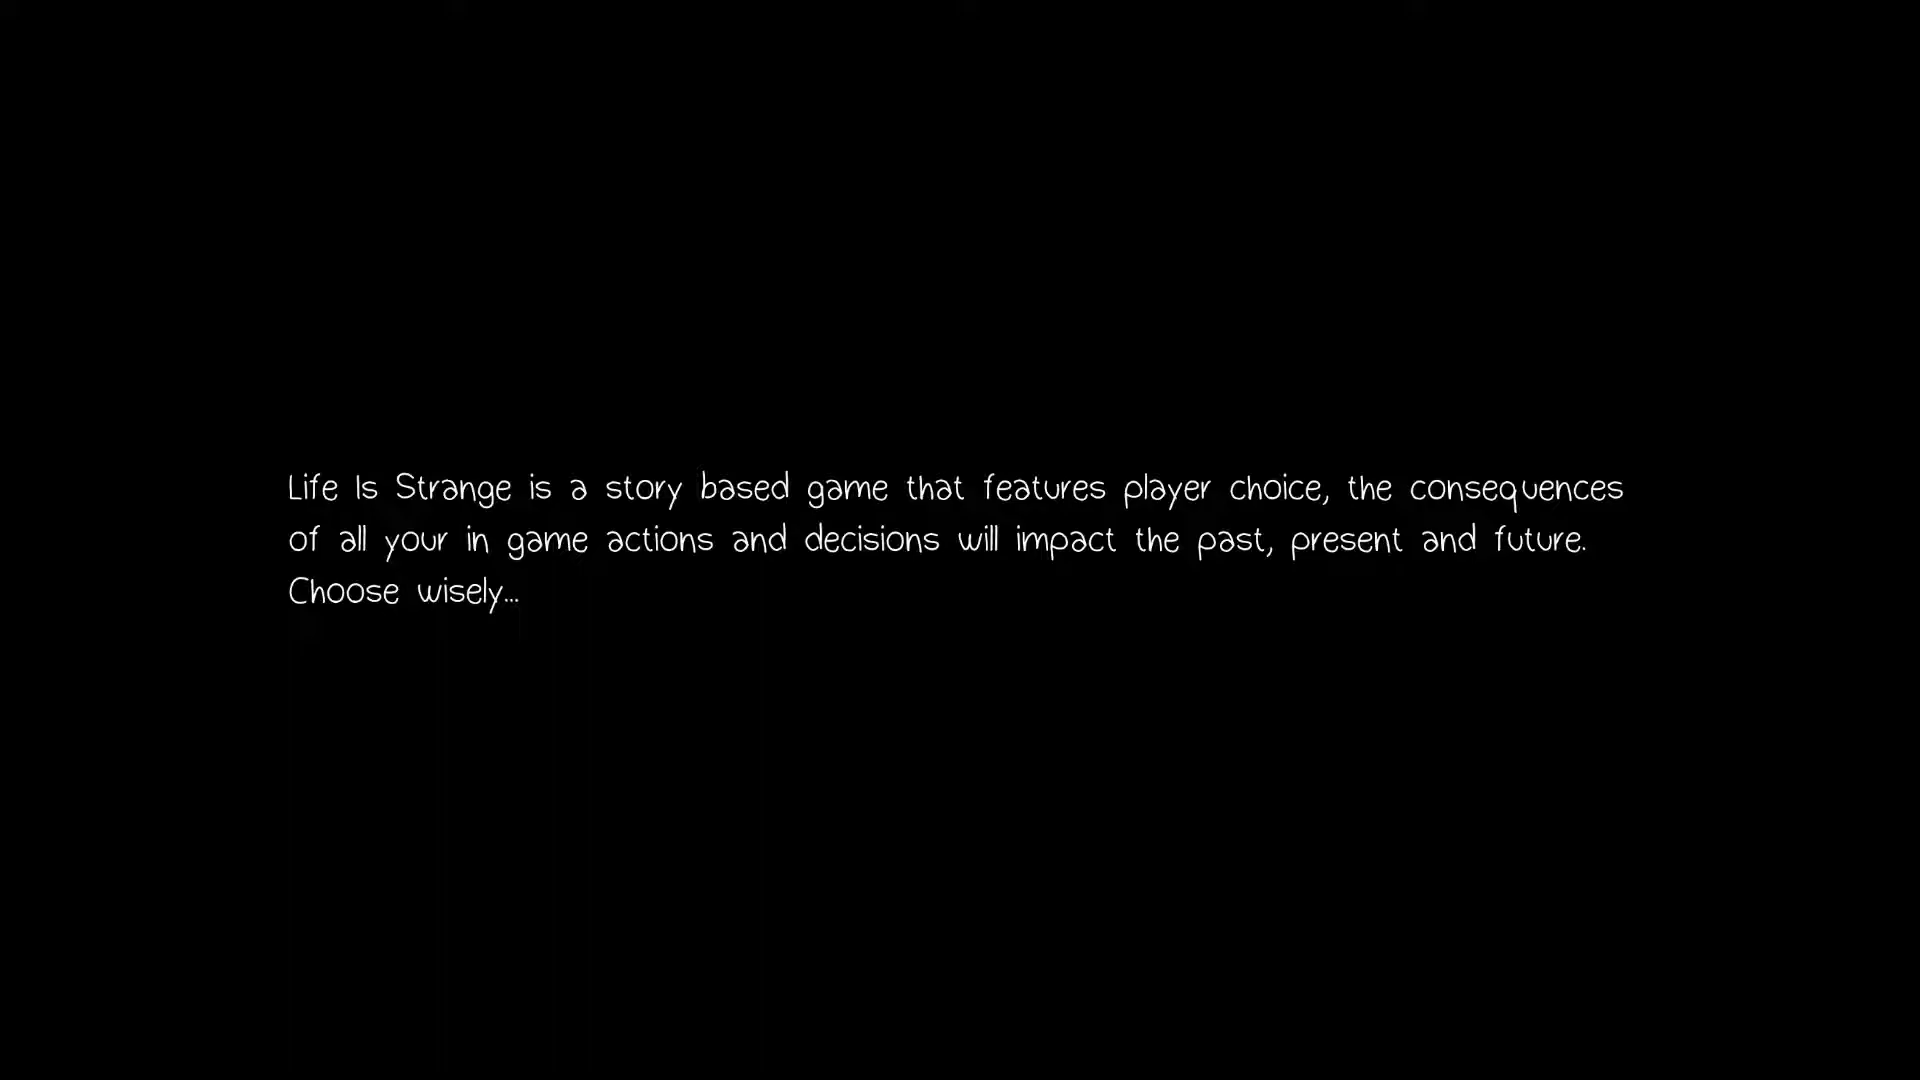 Life Is Strange is a story based game that features player choice, the consequences
of all your in game actions and decisions will impact the past, present and future.
Choose wisely...